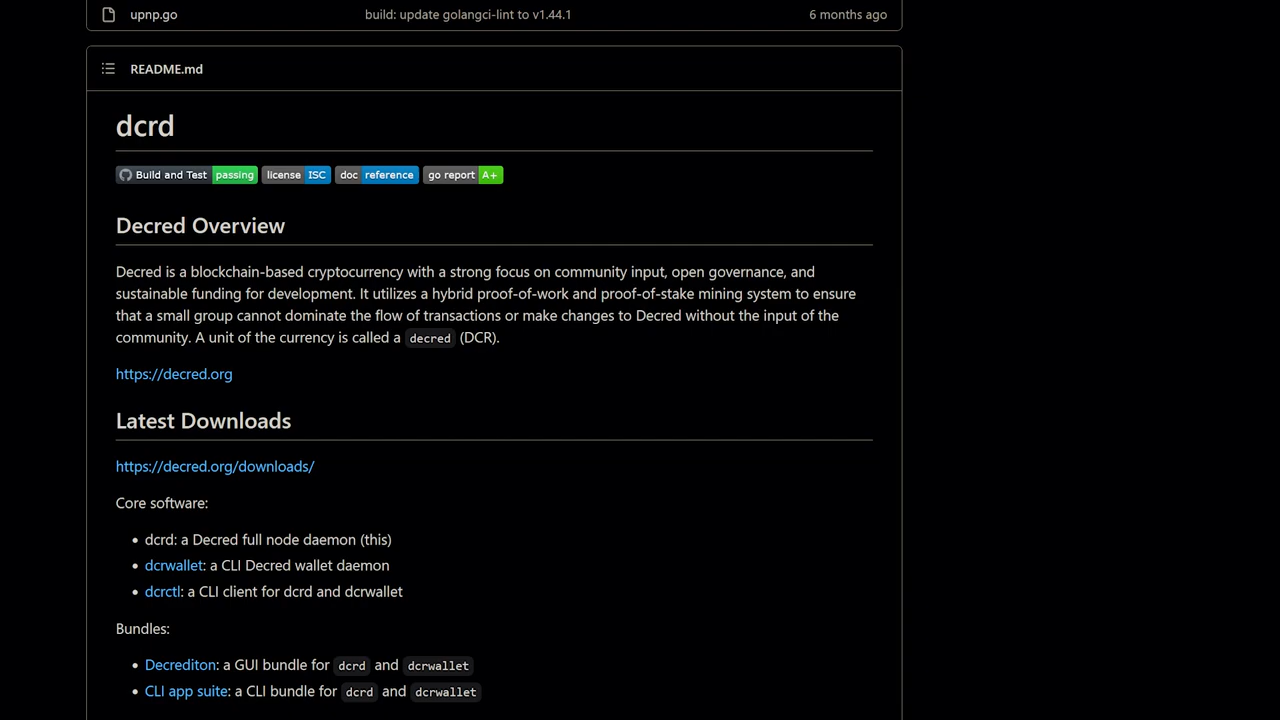 upnp.go build: update golangci-lint to v1.44.1 6 months ago
README.md
dcrd
Build and Test passing license ISC doc reference go report A+
Decred Overview
Decred is a blockchain-based cryptocurrency with a strong focus on community input, open governance, and
sustainable funding for development. It utilizes a hybrid proof-of-work and proof-of-stake mining system to ensure
that a small group cannot dominate the flow of transactions or make changes to Decred without the input of the
community. A unit of the currency is called a decred (DCR).
https://decred.org
Latest Downloads
https://decred.org/downloads/
Core software:
• dcrd: a Decred full node daemon (this)
• dcrwallet: a CLI Decred wallet daemon
• dcrctl: a CLI client for dcrd and dcrwallet
Bundles:
• Decrediton: a GUI bundle for dcrd and dcrwallet
• CLI app suite: a CLI bundle for dcrd and dcrwallet